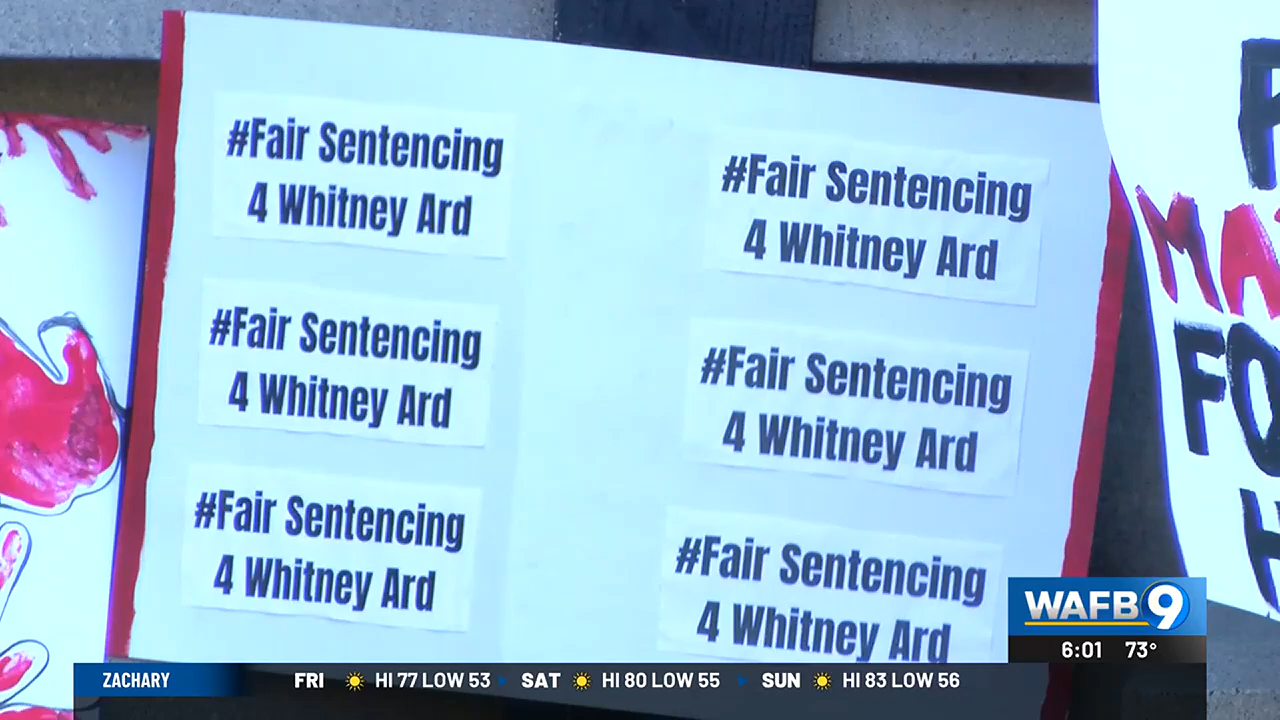 #Fair Sentencing
4 Whitney Ard
#Fair Sentencing
4 Whitney Ard
#Fair Sentencing
4 Whitney Ard
#Fair Sentencing
4 Whitney Ard
#Fair Sentencing
4 Whitney Ard
#Fair Sentencing
4 Whitney Ard
WAFB 9
6:01 73°
ZACHARY FRI HI 77 LOW 53 SAT HI 80 LOW 55 SUN HI 83 LOW 56